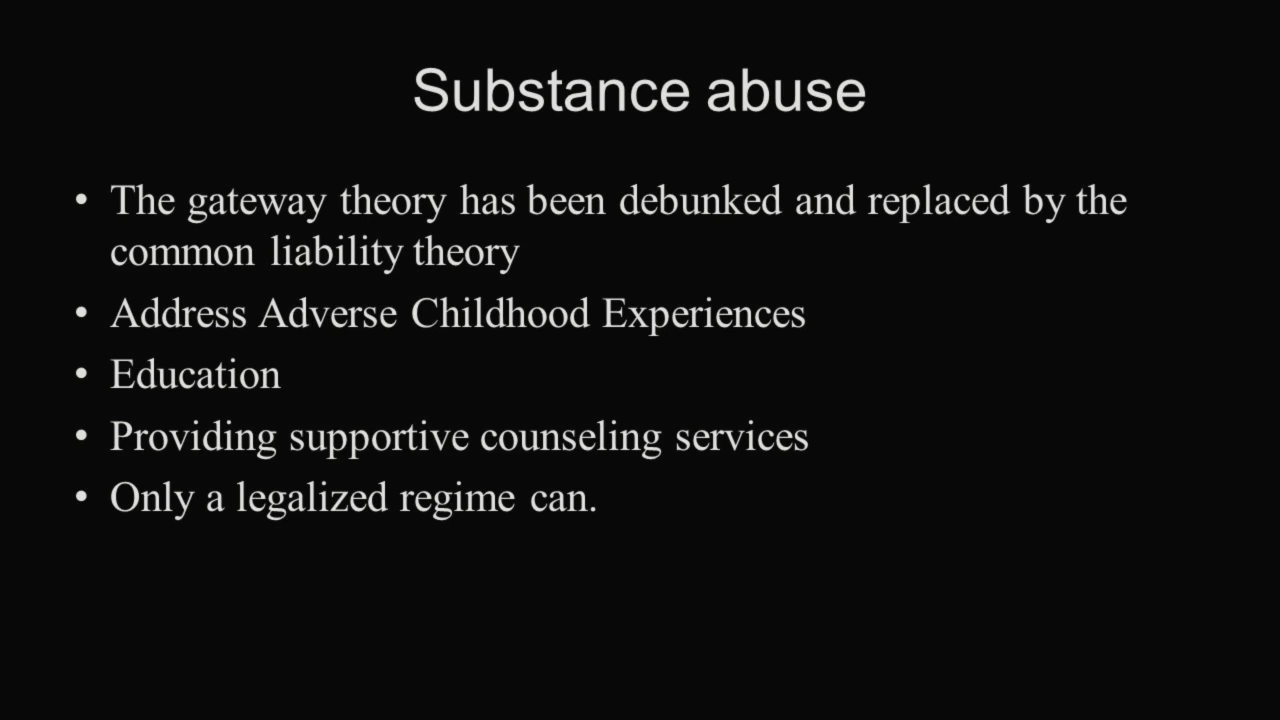 Substance abuse
• The gateway theory has been debunked and replaced by the
common liability theory
• Address Adverse Childhood Experiences
• Education
• Providing supportive counseling services
• Only a legalized regime can.